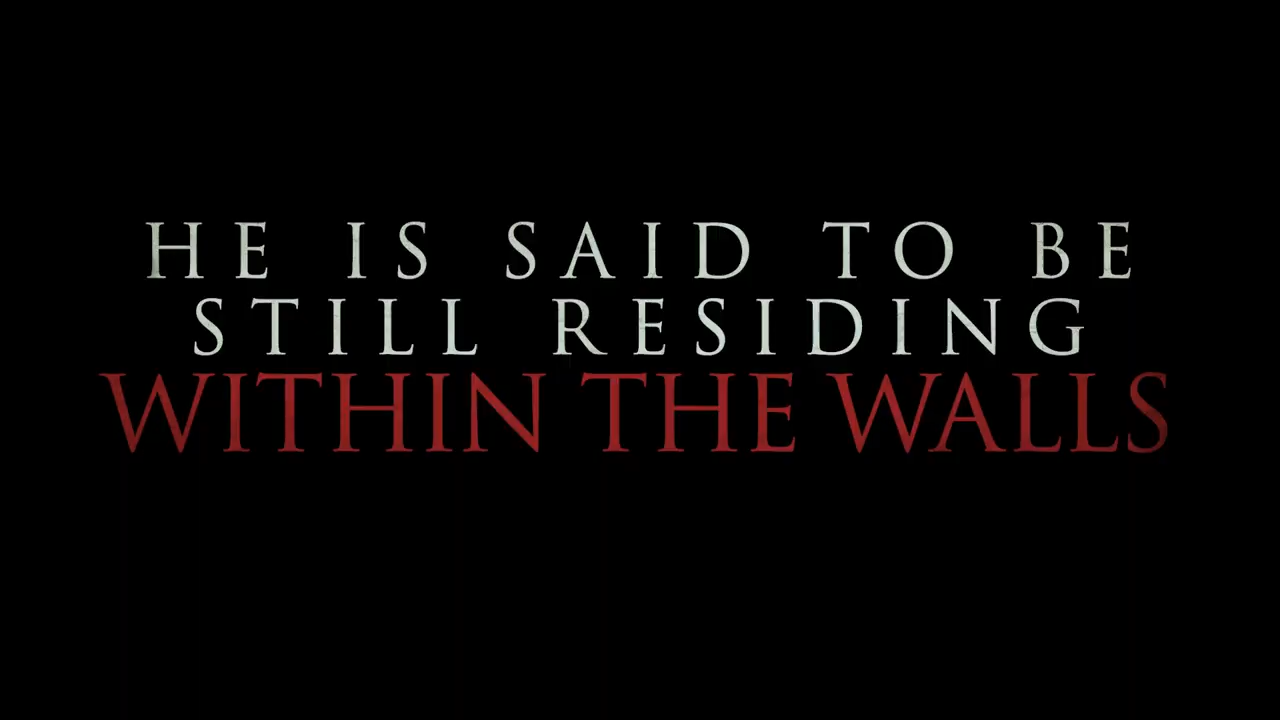 HE IS SAID TO BE
STILL RESIDING
WITHIN THE WALLS